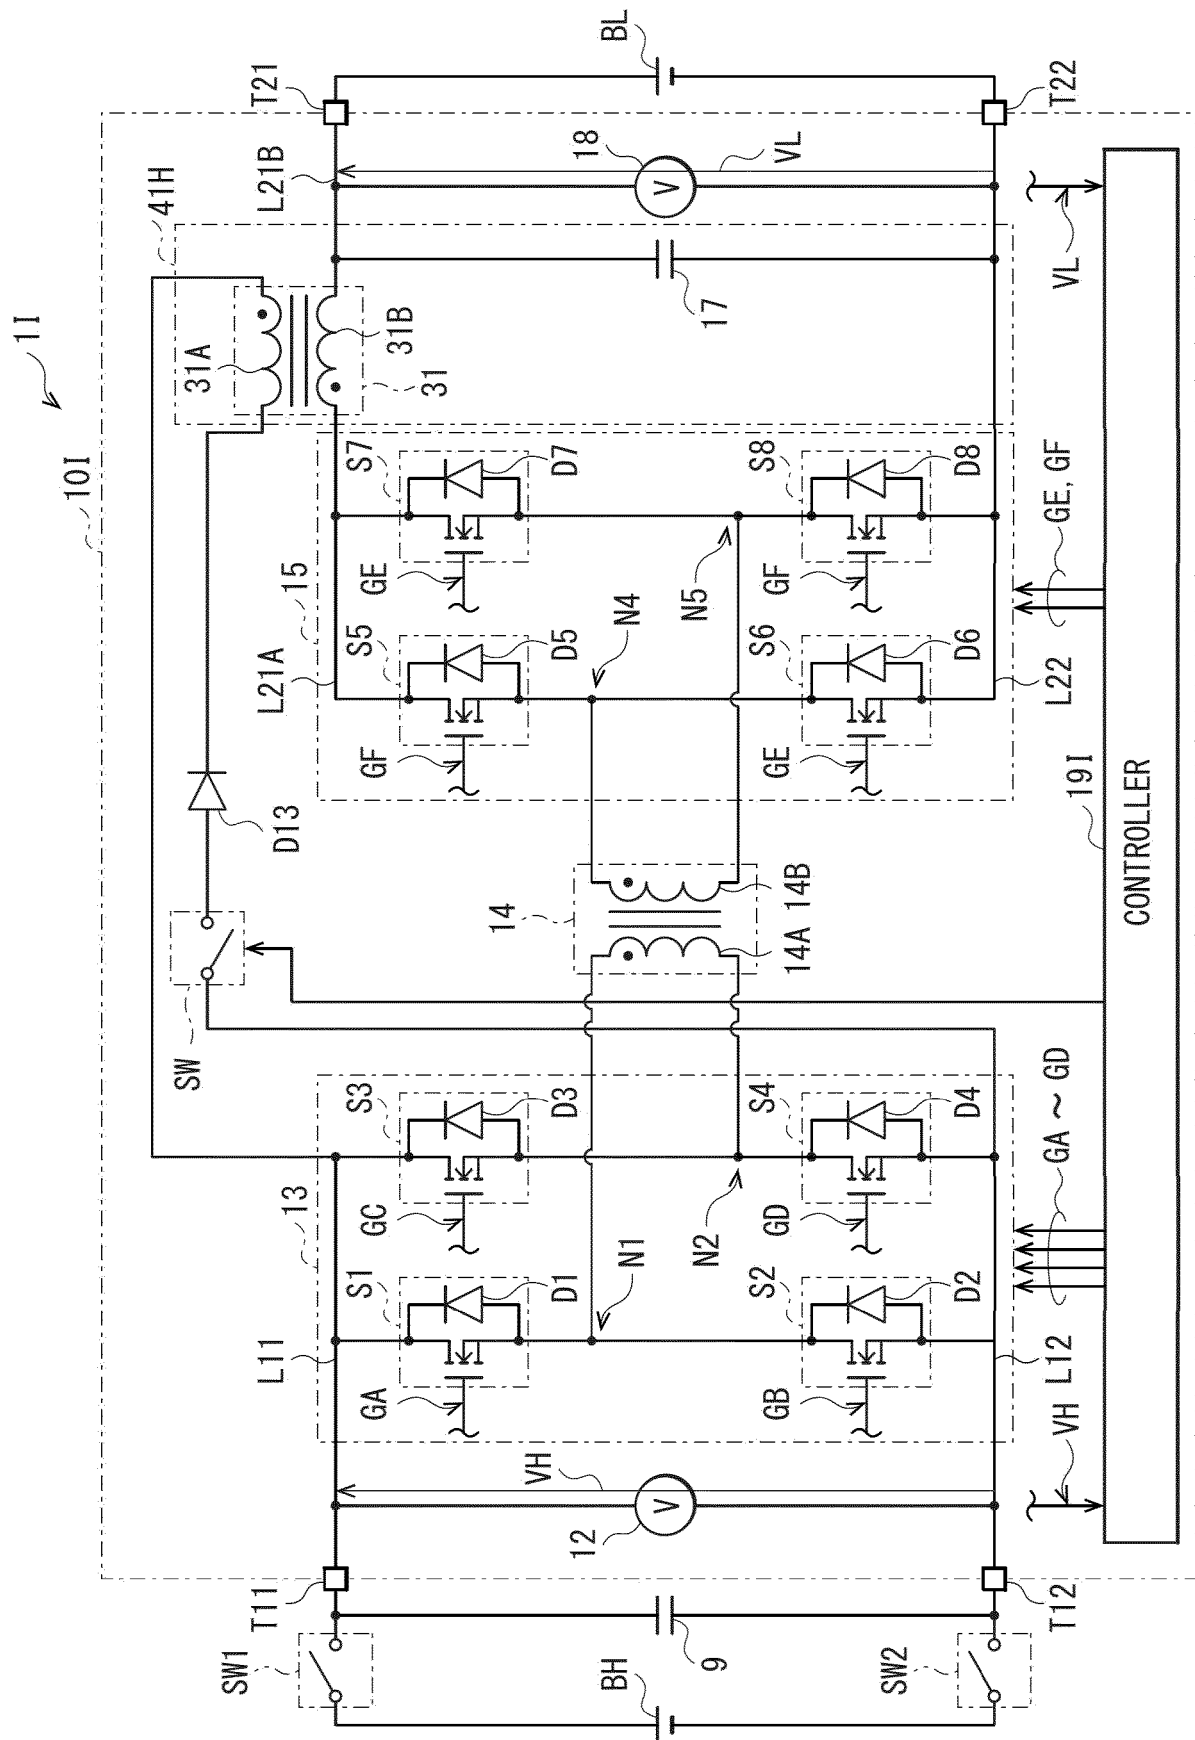 1I
10I
41H
T21
BL
L21B
18
VL
T22
31A
31B
31
17
15
L21A
S7
D7
GE
S8
D8
GF
N5
S5
D5
GF
N4
S6
D6
GE
L22
GE, GF
VL
D13
SW
14
14A
14B
13
L11
S3
D3
GC
S4
D4
GD
N2
S1
D1
GA
N1
S2
D2
GB
L12
GA ~ GD
VH
V
12
V
VH
CONTROLLER
19I
T11
SW1
9
BH
T12
SW2